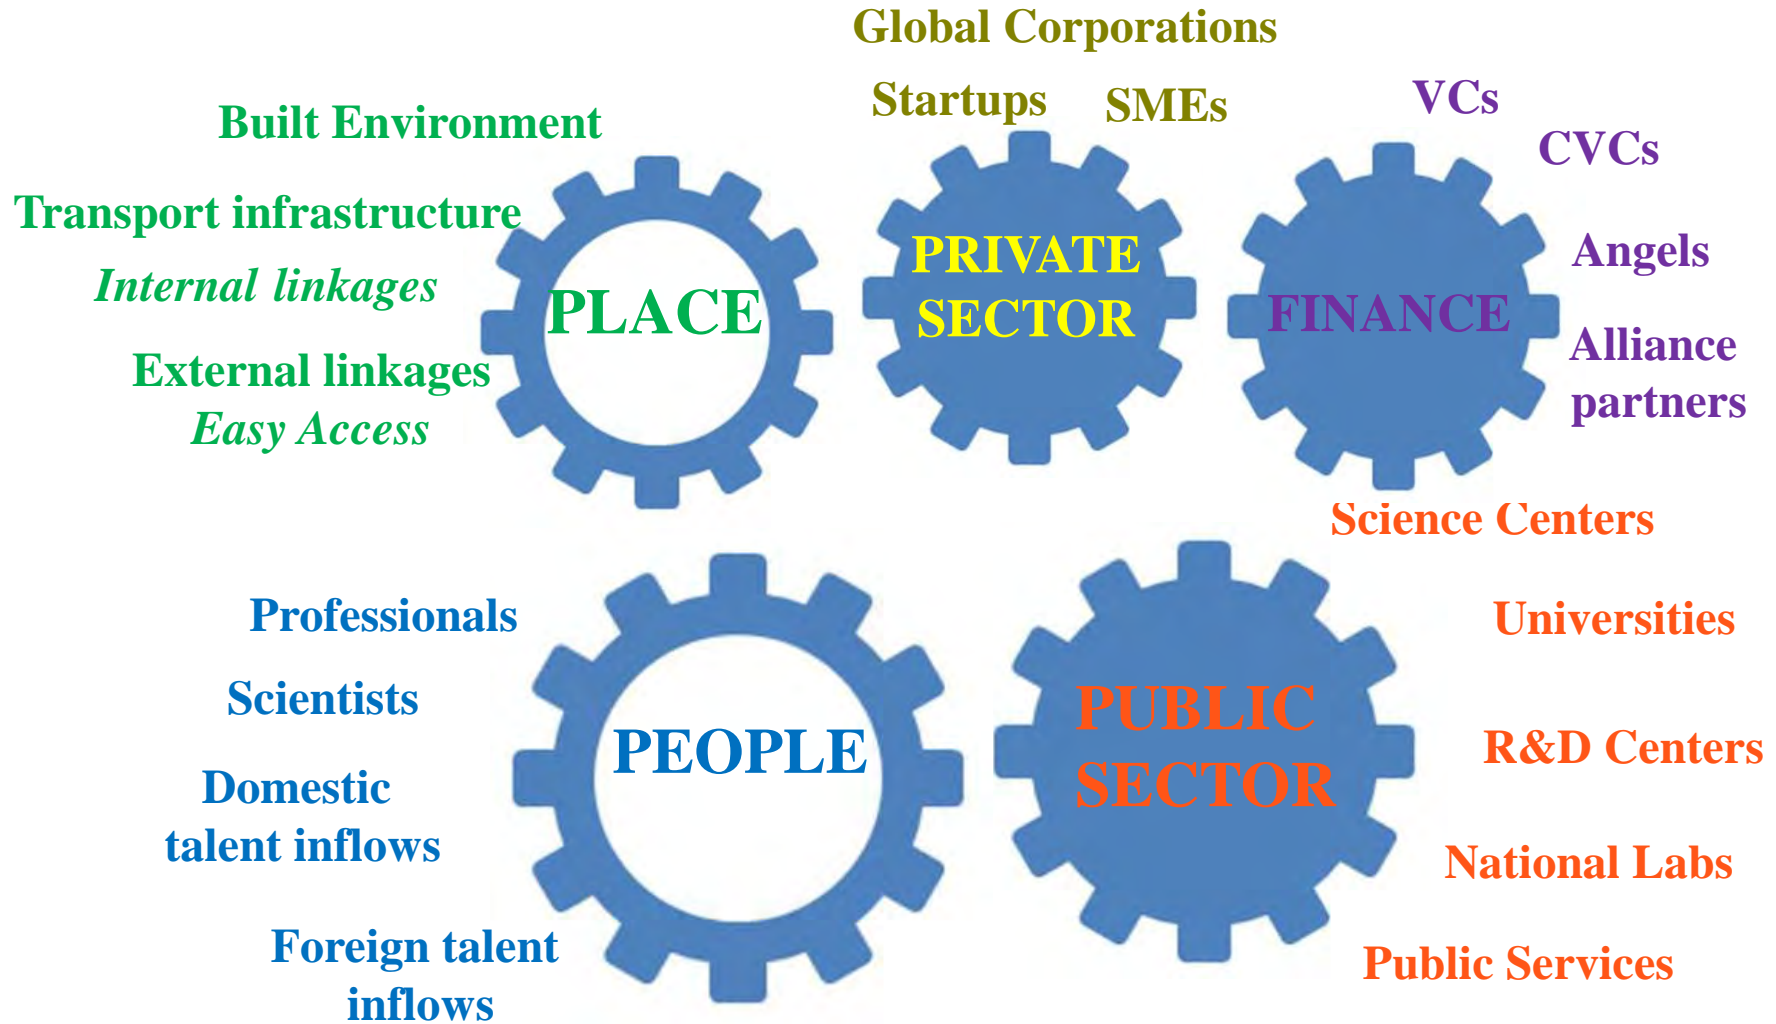 Global Corporations
Startups
SMEs
VCs
CVCs
Built Environment
Transport infrastructure
Internal linkages
External linkages
Easy Access
PLACE
PRIVATE
SECTOR
FINANCE
Angels
Alliance
partners
Science Centers
Professionals
Scientists
Domestic
talent inflows
Foreign talent
inflows
PEOPLE
PUBLIC
SECTOR
Universities
R&D Centers
National Labs
Public Services